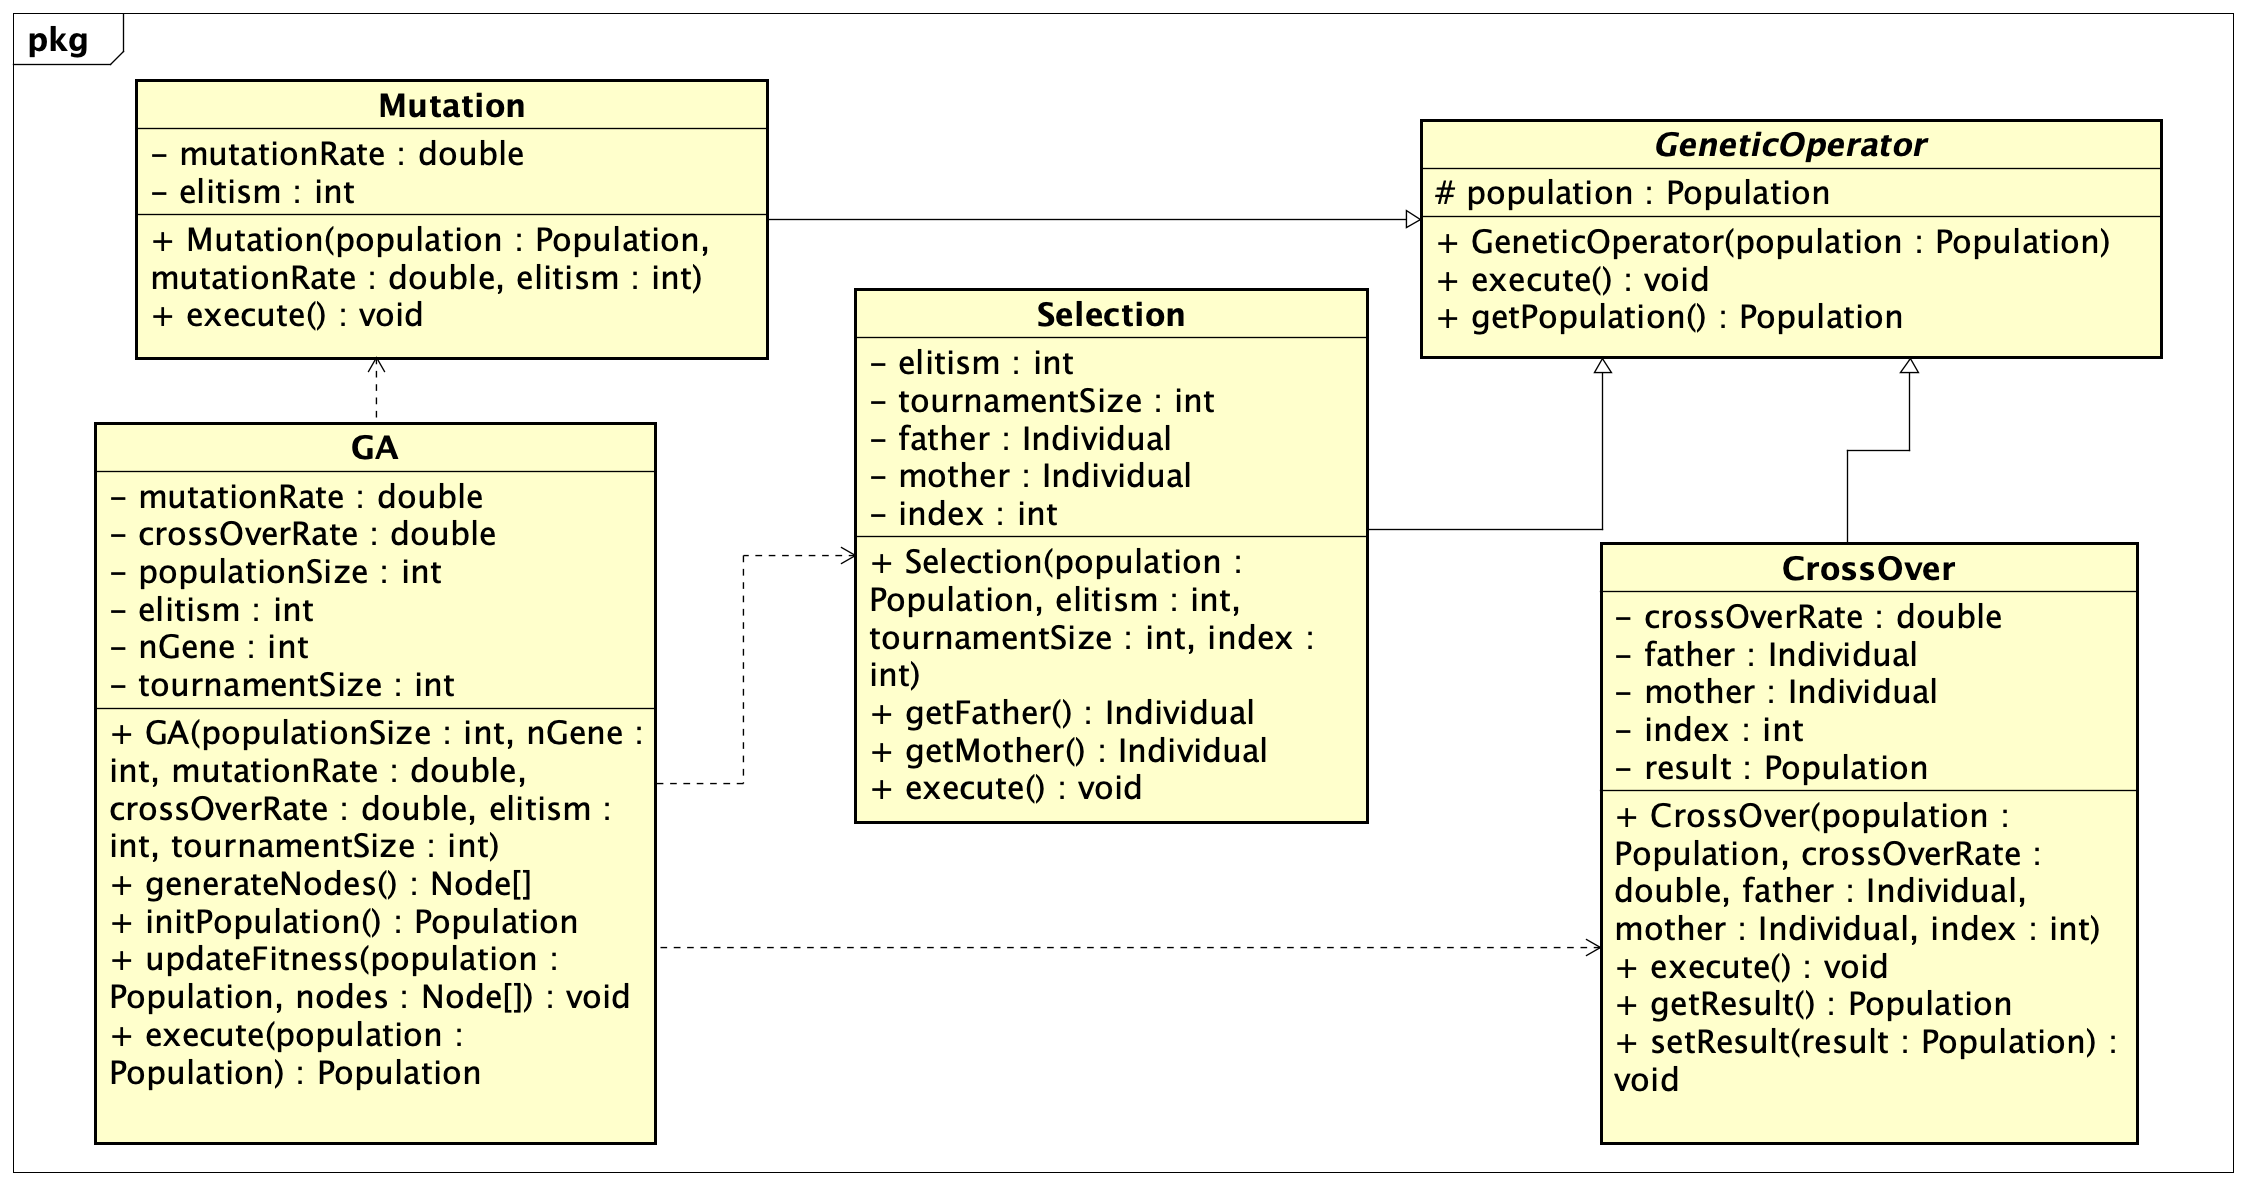 pkg
Mutation
- mutationRate : double
- elitism : int
+ Mutation(population : Population,
mutationRate : double, elitism : int)
+ execute() : void
GeneticOperator
# population : Population
+ GeneticOperator(population : Population)
+ execute() : void
+ getPopulation() : Population
Selection
- elitism : int
- tournamentSize : int
- father : Individual
- mother : Individual
- index : int
+ Selection(population :
Population, elitism : int,
tournamentSize : int, index :
int)
+ getFather() : Individual
+ getMother() : Individual
+ execute() : void
GA
- mutationRate : double
- crossOverRate : double
- populationSize : int
- elitism : int
- nGene : int
- tournamentSize : int
+ GA(populationSize : int, nGene :
int, mutationRate : double,
crossOverRate : double, elitism :
int, tournamentSize : int)
+ generateNodes() : Node[]
+ initPopulation() : Population
+ updateFitness(population :
Population, nodes : Node[]) : void
+ execute(population :
Population) : Population
CrossOver
- crossOverRate : double
- father : Individual
- mother : Individual
- index : int
- result : Population
+ CrossOver(population :
Population, crossOverRate :
double, father : Individual,
mother : Individual, index : int)
+ execute() : void
+ getResult() : Population
+ setResult(result : Population) :
void